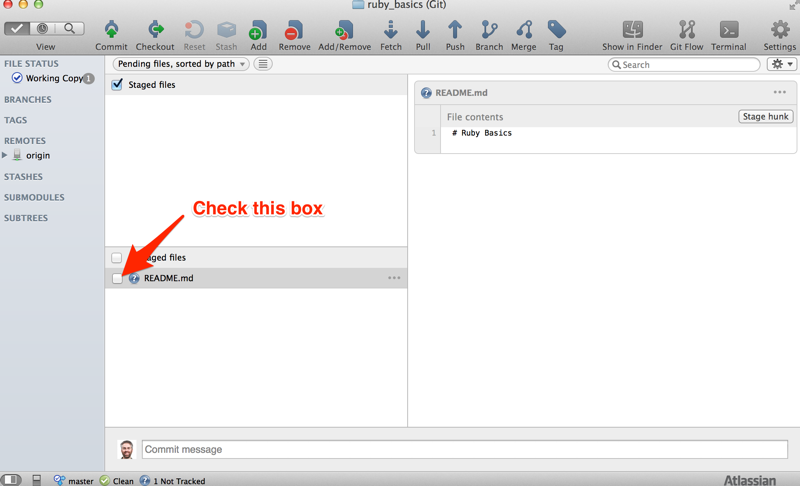 ruby_basics (Git)
View Commit Checkout Reset Stash Add Remove Add/Remove Fetch Pull Push Branch Merge Tag Show in Finder Git Flow Terminal Settings
FILE STATUS
Working Copy 1
BRANCHES
TAGS
REMOTES
origin
STASHES
SUBMODULES
SUBTREES
Pending files, sorted by path
Search
Staged files
Check this box
aged files
README.md
README.md
File contents
Stage hunk
1 # Ruby Basics
Commit message
master Clean 1 Not Tracked
Atlassian